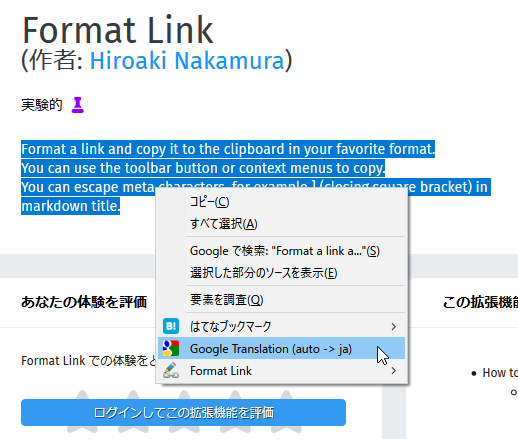 Format Link
(作者: Hiroaki Nakamura)
実験的
Format a link and copy it to the clipboard in your favorite format.
You can use the toolbar button or context menus to copy.
You can escape meta characters, for example ] (closing square bracket) in
markdown title.
コピー(C)
すべて選択(A)
Google で検索: "Format a link a..."(S)
選択した部分のソースを表示(E)
要素を調査(Q)
B! はてなブックマーク
Google Translation (auto -> ja)
Format Link
あなたの体験を評価
この拡張機
Format Link での体験をど
How to
ログインしてこの拡張機能を評価